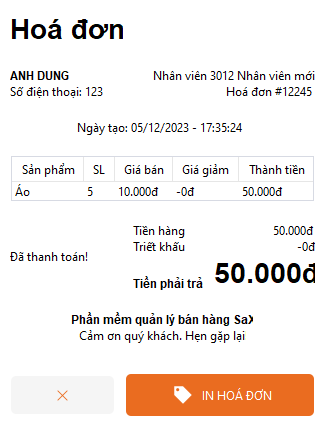 Hoá đơn
ANH DUNG Nhân viên 3012 Nhân viên mới
Số điện thoại: 123 Hoá đơn #12245
Ngày tạo: 05/12/2023 - 17:35:24
Sản phẩm SL Giá bán Giá giảm Thành tiền
Áo 5 10.000đ -0đ 50.000đ
Tiền hàng 50.000đ
Triết khấu -0đ
Đã thanh toán!
Tiền phải trả 50.000đ
Phần mềm quản lý bán hàng SaX
Cảm ơn quý khách. Hẹn gặp lại
IN HOÁ ĐƠN